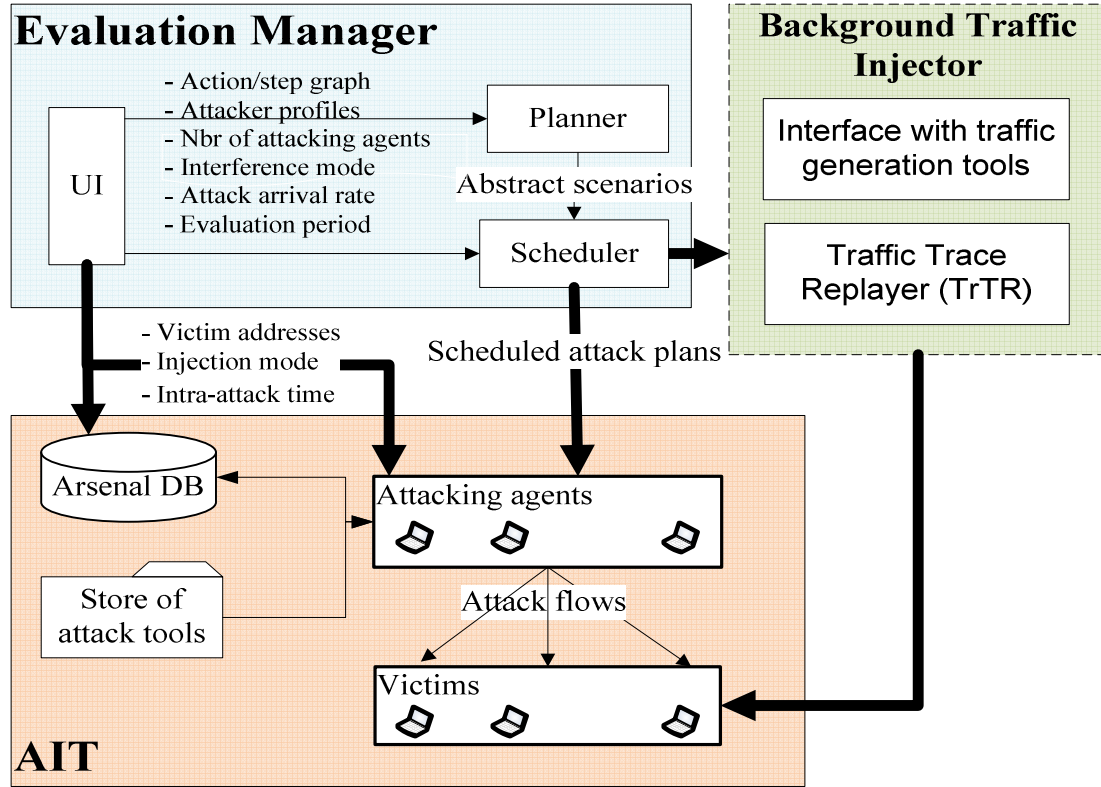 Evaluation Manager
- Action/step graph
- Attacker profiles
- Nbr of attacking agents
- Interference mode
- Attack arrival rate
- Evaluation period
UI
Planner
Abstract scenarios
Scheduler
Background Traffic
Injector
Interface with traffic
generation tools
Traffic Trace
Replayer (TrTR)
- Victim addresses
- Injection mode
- Intra-attack time
Scheduled attack plans
Arsenal DB
Attacking agents
Store of
attack tools
Attack flows
Victims
AIT